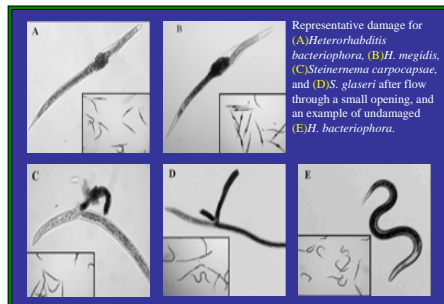 A
B
Representative damage for
(A)Heterorhabditis
bacteriophora, (B)H. megidis,
(C)Steinernema carpocapsae,
and (D)S. glaseri after flow
through a small opening, and
an example of undamaged
(E)H. bacteriophora.
C
D
E